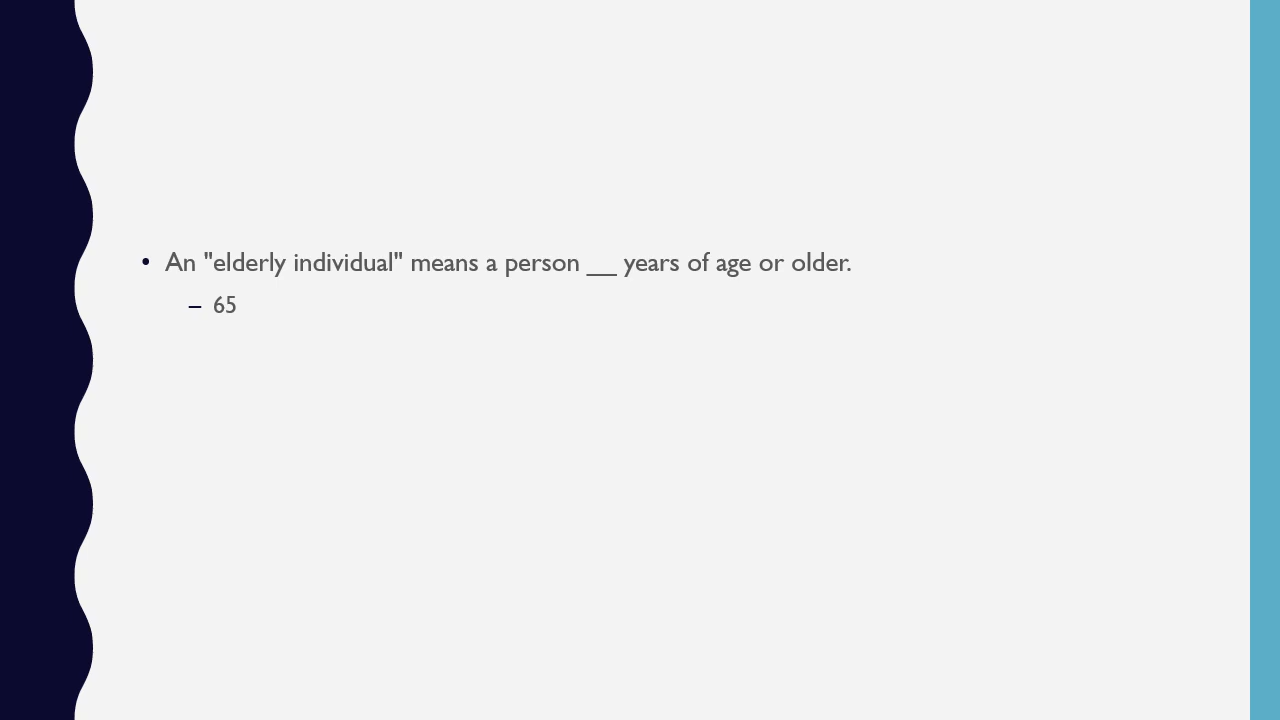 • An "elderly individual" means a person __ years of age or older.
– 65